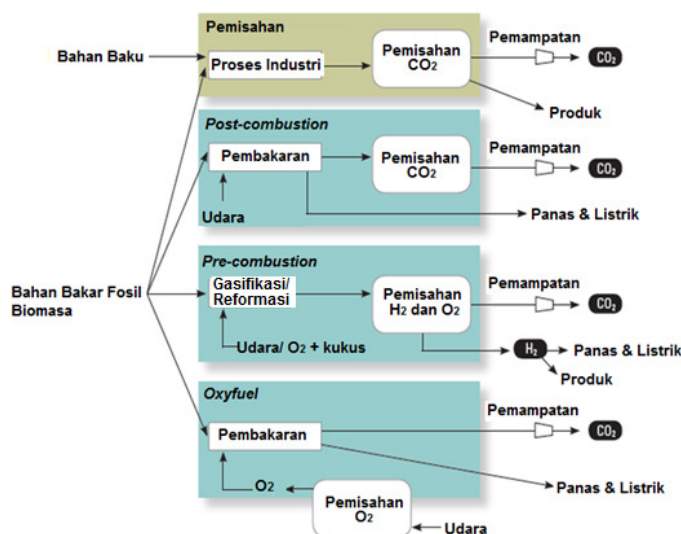 Pemisahan
Bahan Baku
Proses Industri
Pemisahan
CO2
Pemampatan
CO2
Produk
Post-combustion
Pembakaran
Pemisahan
CO2
Pemampatan
CO2
Udara
Panas & Listrik
Bahan Bakar Fosil
Biomasa
Pre-combustion
Gasifikasi/
Reformasi
Pemisahan
H2 dan O2
Pemampatan
CO2
Udara/ O2 + kukus
H2
Panas & Listrik
Produk
Oxyfuel
Pembakaran
Pemampatan
CO2
O2
Panas & Listrik
Pemisahan
O2
Udara